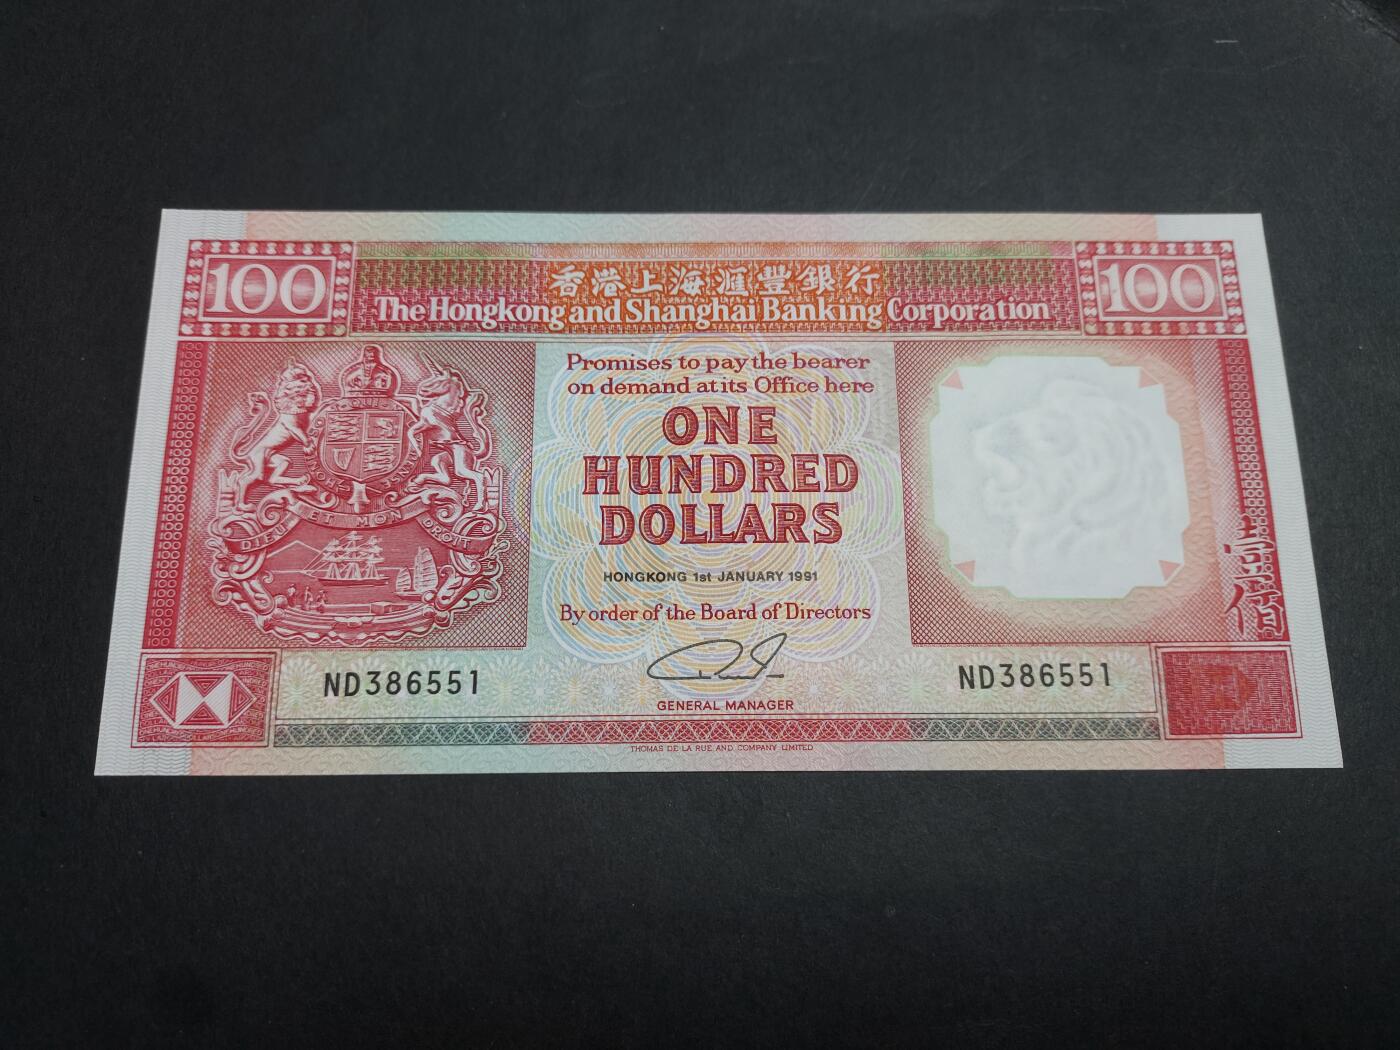 100
香港上海滙豐銀行
100
The Hongkong and Shanghai Banking Corporation
Promises to pay the bearer
on demand at its Office here
ONE
HUNDRED
DOLLARS
HONGKONG 1st JANUARY 1991
By order of the Board of Directors
GENERAL MANAGER
ND386551
ND386551
DIEU ET MON DROIT
THOMAS DE LA RUE AND COMPANY LIMITED